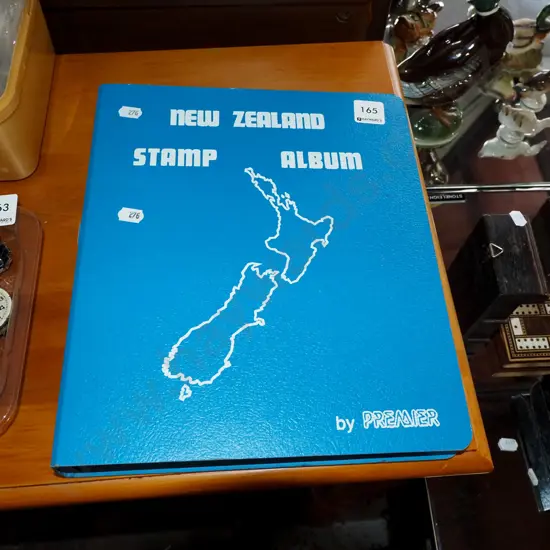 NEW ZEALAND
STAMP ALBUM
by PREMIER
165
276
276